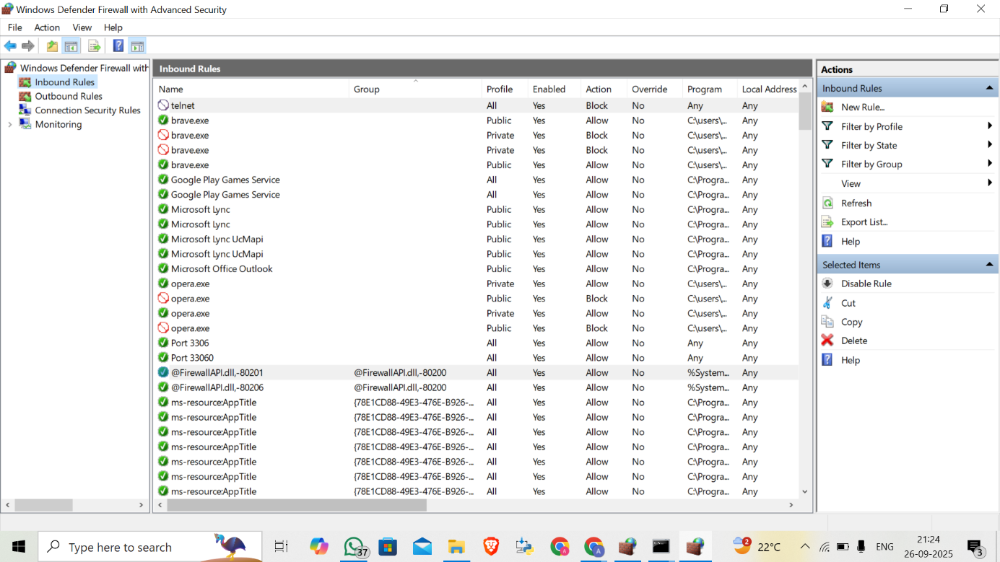 Windows Defender Firewall with Advanced Security
File Action View Help
Windows Defender Firewall with
Inbound Rules
Outbound Rules
Connection Security Rules
Monitoring
Inbound Rules
Name Group Profile Enabled Action Override Program Local Address
telnet All Yes Block No Any Any
brave.exe Public Yes Allow No C:\users\... Any
brave.exe Private Yes Block No C:\users\... Any
brave.exe Private Yes Block No C:\users\... Any
brave.exe Public Yes Allow No C:\users\... Any
Google Play Games Service All Yes Allow No C:\Progra... Any
Google Play Games Service All Yes Allow No C:\Progra... Any
Microsoft Lync Public Yes Allow No C:\Progra... Any
Microsoft Lync Public Yes Allow No C:\Progra... Any
Microsoft Lync UcMapi Public Yes Allow No C:\Progra... Any
Microsoft Lync UcMapi Public Yes Allow No C:\Progra... Any
Microsoft Office Outlook Public Yes Allow No C:\Progra... Any
opera.exe Private Yes Allow No C:\users\... Any
opera.exe Public Yes Block No C:\users\... Any
opera.exe Private Yes Allow No C:\users\... Any
opera.exe Public Yes Block No C:\users\... Any
Port 3306 All Yes Allow No Any Any
Port 33060 All Yes Allow No Any Any
@FirewallAPI.dll,-80201 @FirewallAPI.dll,-80200 All Yes Allow No %System... Any
@FirewallAPI.dll,-80206 @FirewallAPI.dll,-80200 All Yes Allow No %System... Any
ms-resource:AppTitle {78E1CD88-49E3-476E-B926-... All Yes Allow No C:\Progra... Any
ms-resource:AppTitle {78E1CD88-49E3-476E-B926-... All Yes Allow No C:\Progra... Any
ms-resource:AppTitle {78E1CD88-49E3-476E-B926-... All Yes Allow No C:\Progra... Any
ms-resource:AppTitle {78E1CD88-49E3-476E-B926-... All Yes Allow No C:\Progra... Any
ms-resource:AppTitle {78E1CD88-49E3-476E-B926-... All Yes Allow No C:\Progra... Any
ms-resource:AppTitle {78E1CD88-49E3-476E-B926-... All Yes Allow No C:\Progra... Any
ms-resource:AppTitle {78E1CD88-49E3-476E-B926-... All Yes Allow No C:\Progra... Any
Actions
Inbound Rules
New Rule...
Filter by Profile
Filter by State
Filter by Group
View
Refresh
Export List...
Help
Selected Items
Disable Rule
Cut
Copy
Delete
Help
Type here to search
37
A
A
2
22°C
ENG
21:24
26-09-2025
3